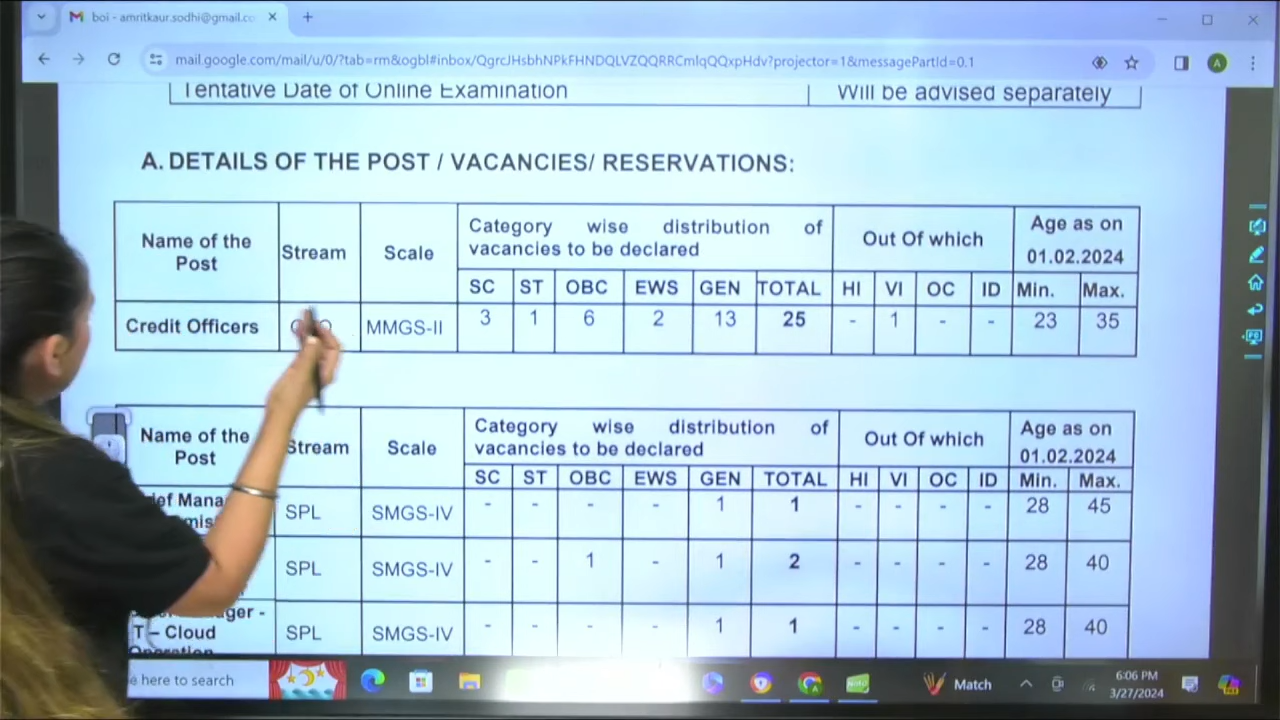 boi - amritkaur.sodhi@gmail.co
mail.google.com/mail/u/0/?tab=rm&ogbl#inbox/QgrcJHsbhNPkFHNDQLVZQQRRCmlqQQxpHdv?projector=1&messagePartId=0.1
A
Tentative Date of Online Examination Will be advised separately
A. DETAILS OF THE POST / VACANCIES/ RESERVATIONS:
Name of the Post Stream Scale Category wise distribution of vacancies to be declared Out Of which Age as on 01.02.2024
SC ST OBC EWS GEN TOTAL HI VI OC ID Min. Max.
Credit Officers MMGS-II 3 1 6 2 13 25 - 1 - - 23 35
Name of the Post Stream Scale Category wise distribution of vacancies to be declared Out Of which Age as on 01.02.2024
SC ST OBC EWS GEN TOTAL HI VI OC ID Min. Max.
SPL SMGS-IV - - - - 1 1 - - - - 28 45
SPL SMGS-IV - - 1 - 1 2 - - - - 28 40
T – Cloud Operation SPL SMGS-IV - - - - 1 1 - - - - 28 40
e here to search
Match
6:06 PM
3/27/2024